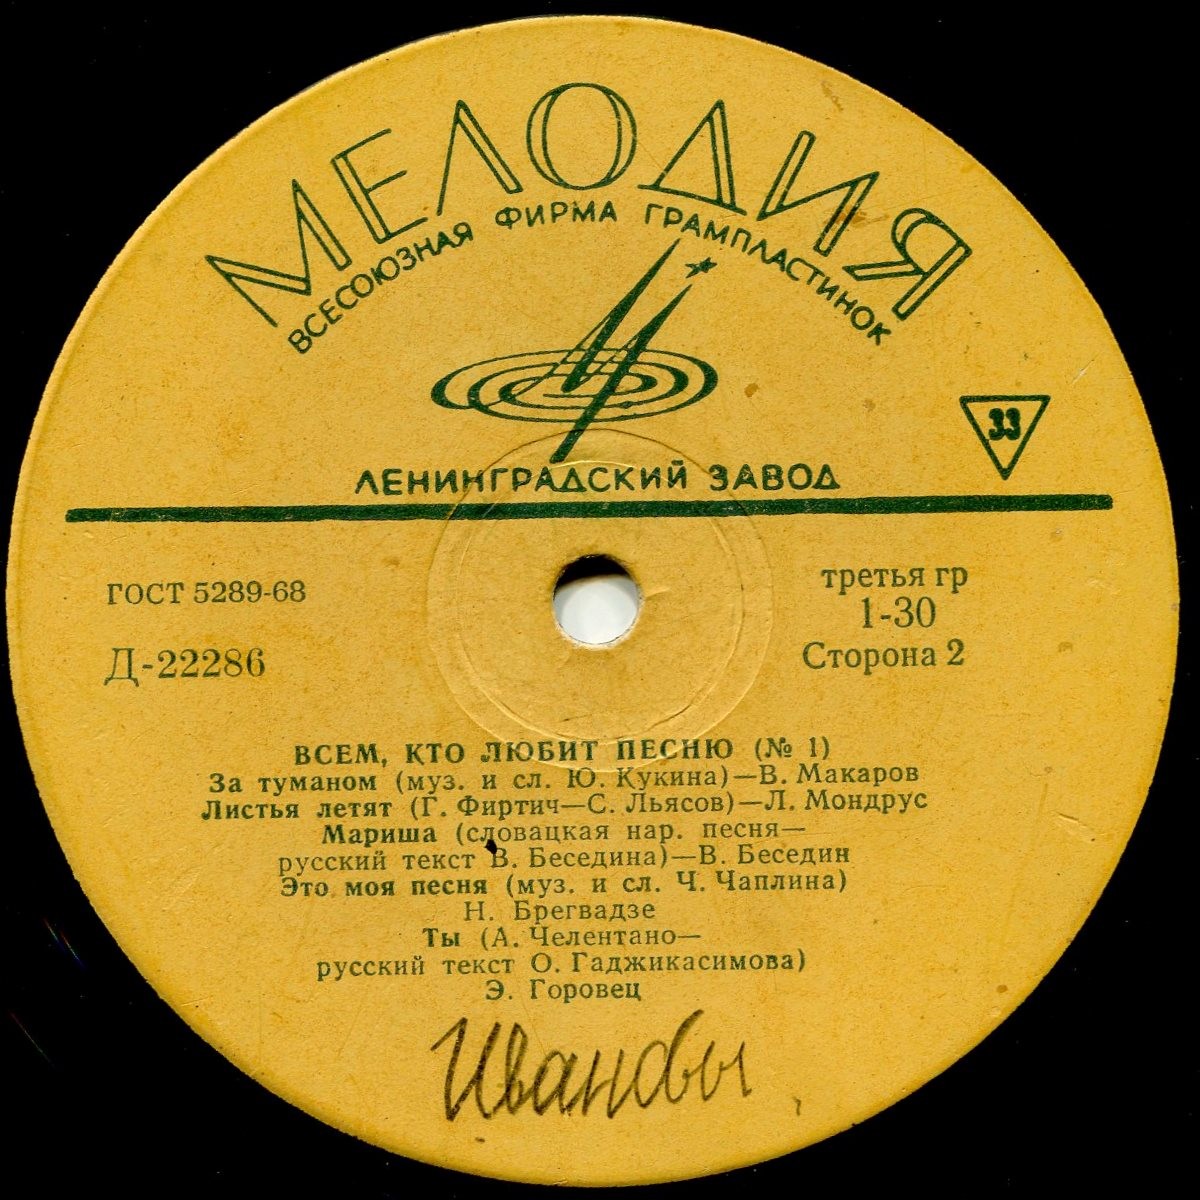 МЕЛОДИЯ
ВСЕСОЮЗНАЯ ФИРМА ГРАМПЛАСТИНОК
33
ЛЕНИНГРАДСКИЙ ЗАВОД
ГОСТ 5289-68
Д-22286
третья гр
1-30
Сторона 2
ВСЕМ, КТО ЛЮБИТ ПЕСНЮ (№ 1)
За туманом (муз. и сл. Ю. Кукина)—В. Макаров
Листья летят (Г. Фиртич—С. Льясов)—Л. Мондрус
Мариша (словацкая нар. песня—
русский текст В. Беседина)—В. Беседин
Это моя песня (муз. и сл. Ч. Чаплина)
Н. Брегвадзе
Ты (А. Челентано—
русский текст О. Гаджикасимова)
Э. Горовец
Ивановы